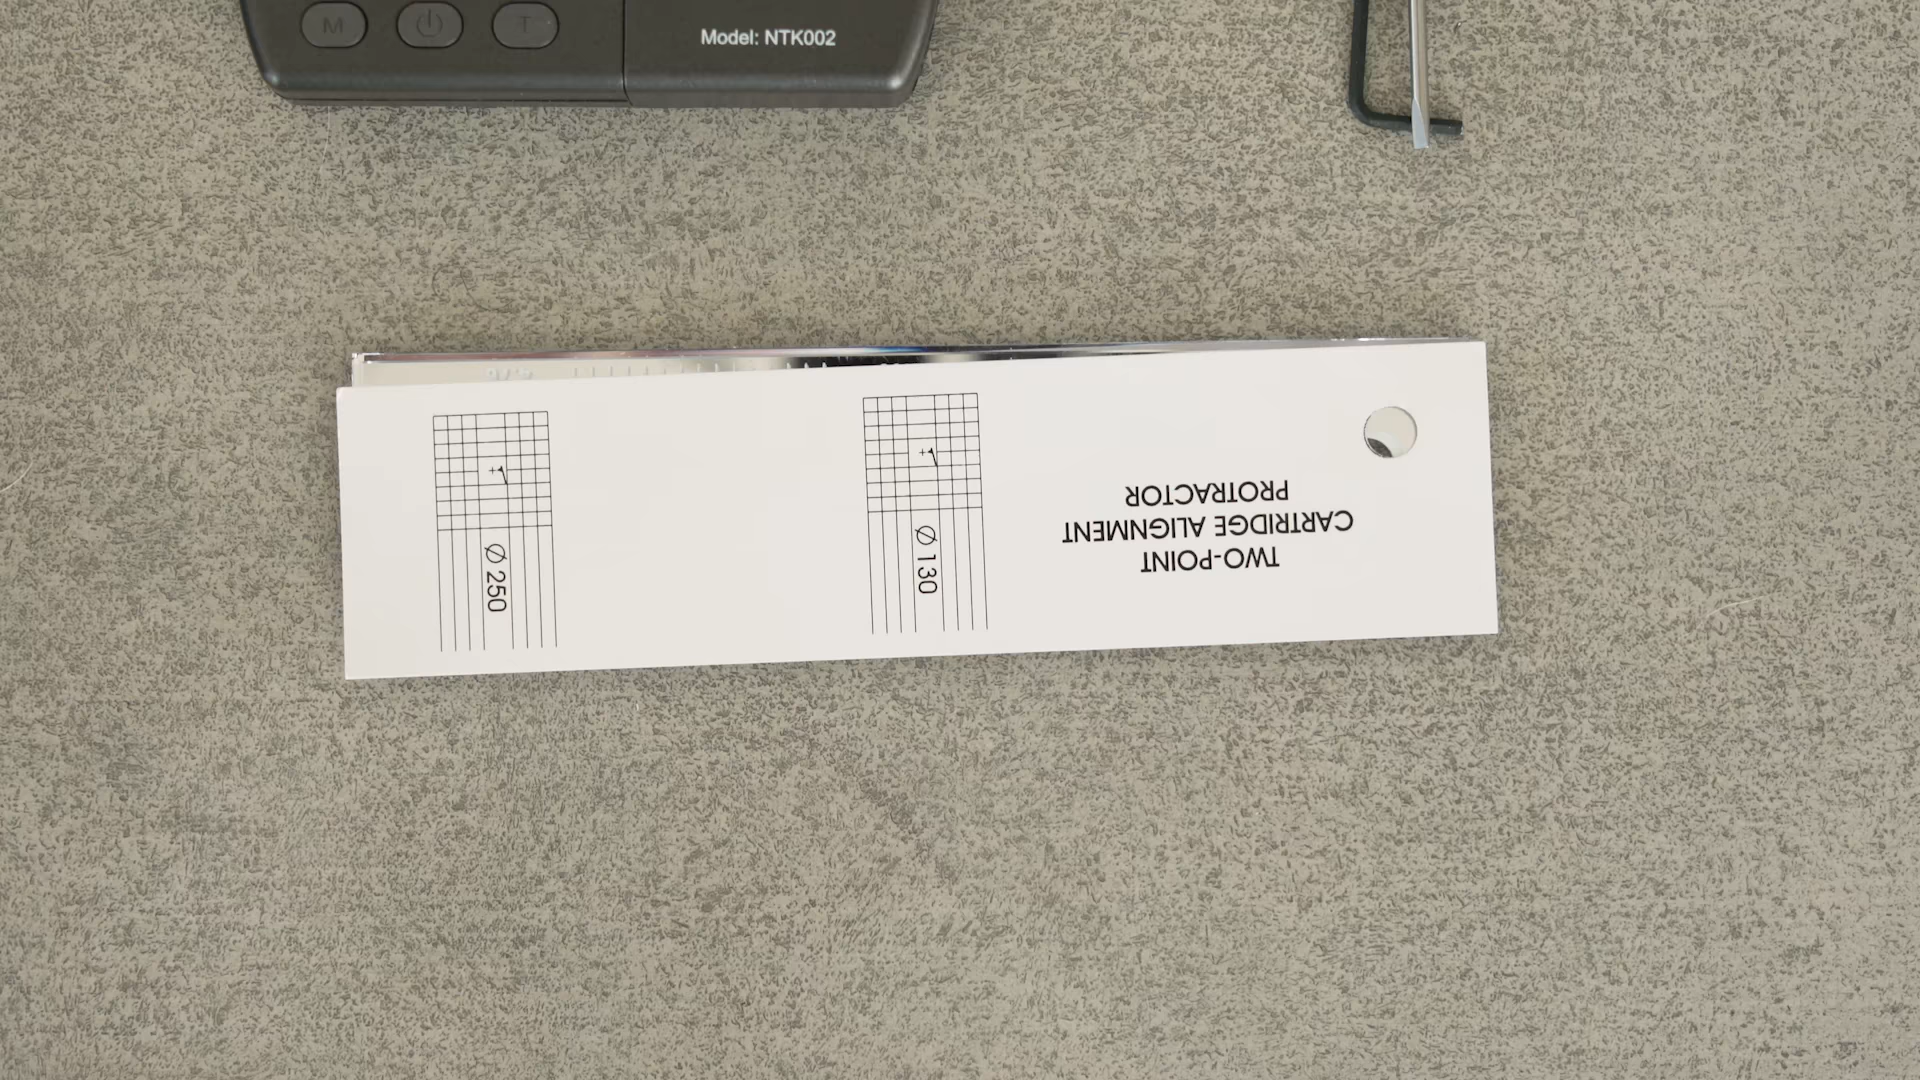 M
T
Model: NTK002
TWO-POINT
CARTRIDGE ALIGNMENT
PROTRACTOR
Ø 130
Ø 250